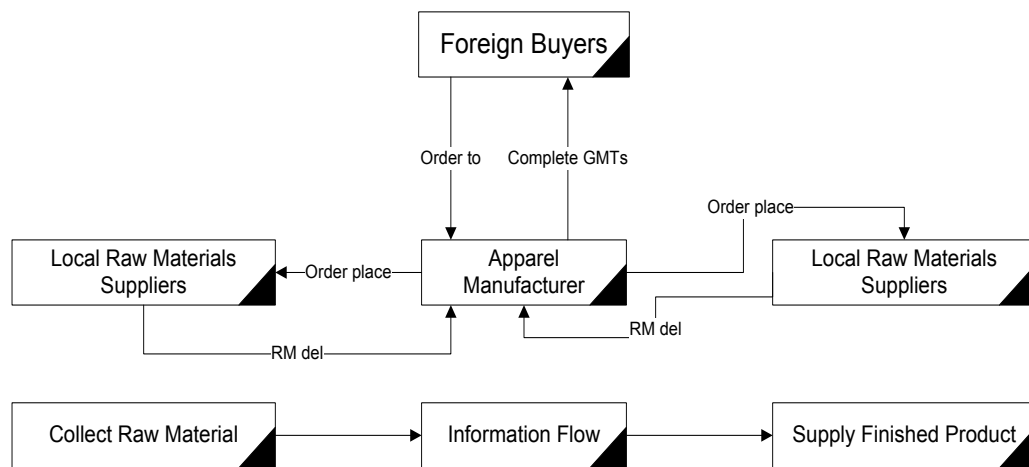 Foreign Buyers
Order to
Complete GMTs
Order place
Local Raw Materials
Suppliers
Order place
Apparel
Manufacturer
Local Raw Materials
Suppliers
RM del
RM del
Collect Raw Material
Information Flow
Supply Finished Product